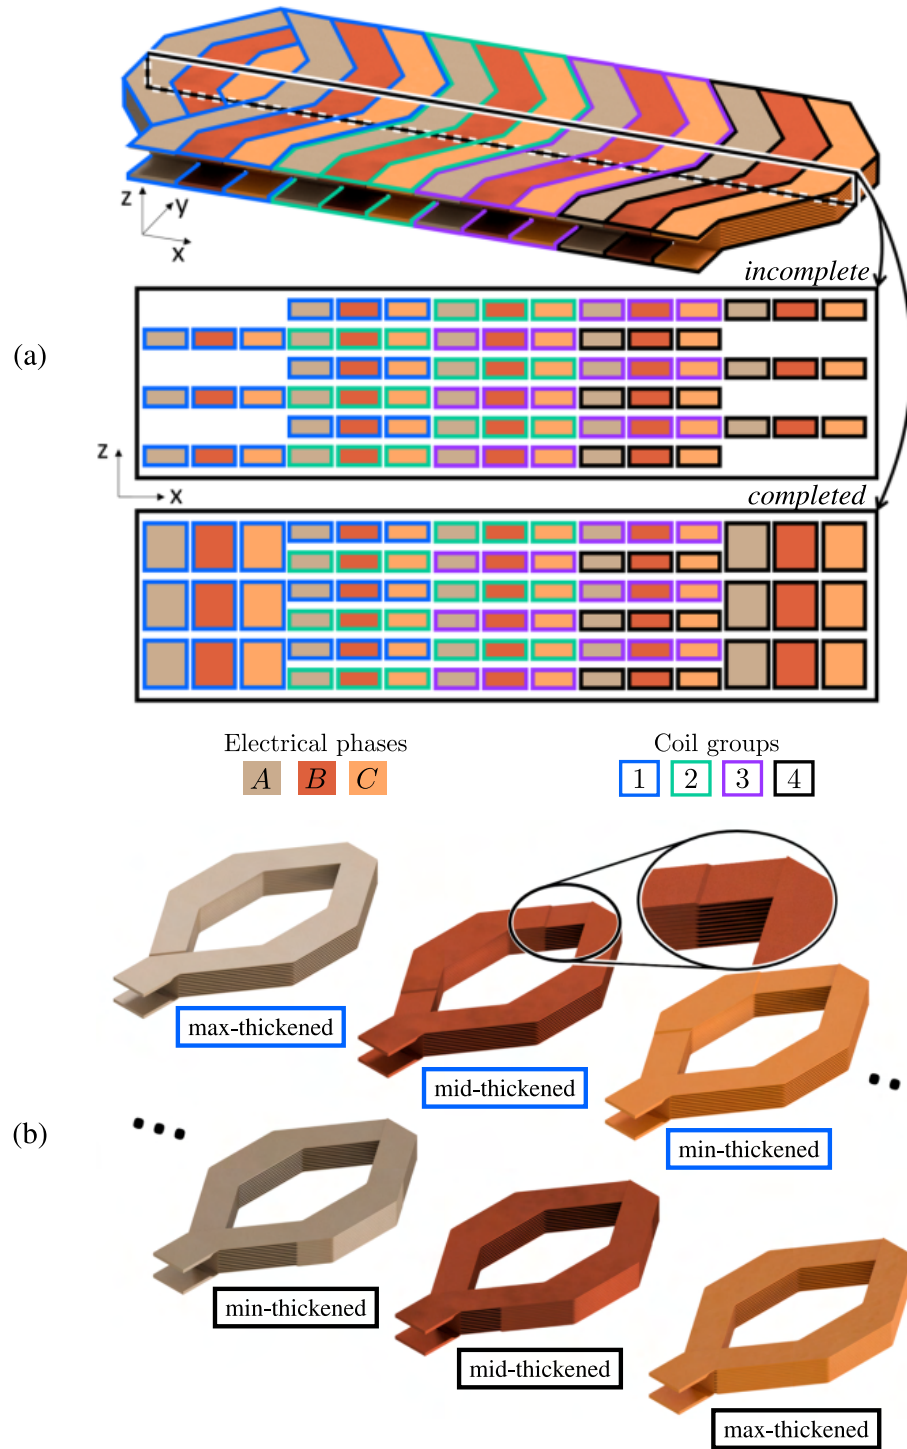 z
y
x
incomplete
(a)
z
x
completed
Electrical phases
Coil groups
A B C
1 2 3 4
max-thickened
mid-thickened
min-thickened
(b)
min-thickened
mid-thickened
max-thickened